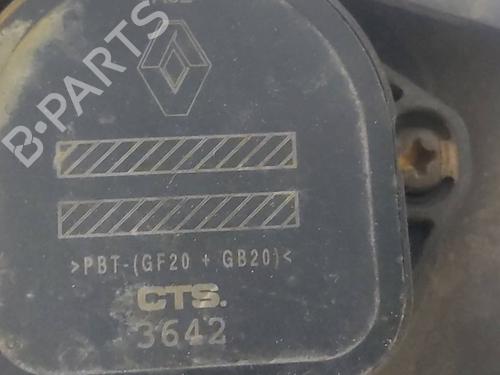 B-PARTS
>PBT-(GF20 + GB20)<
CTS.
3642